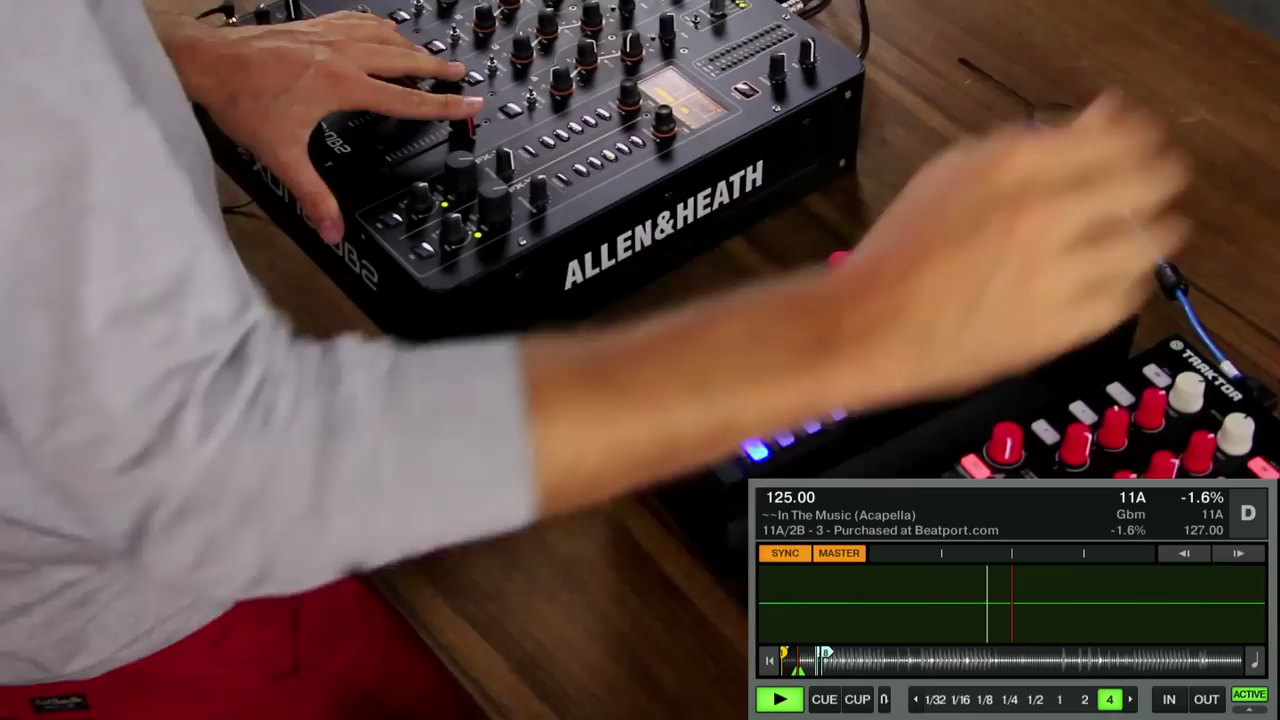 ALLEN&HEATH
XONE
DB2
TRAKTOR
125.00 11A -1.6%
~~In The Music (Acapella) Gbm 11A D
11A/2B - 3 - Purchased at Beatport.com -1.6% 127.00
SYNC MASTER
CUE CUP 1/32 1/16 1/8 1/4 1/2 1 2 4 IN OUT ACTIVE